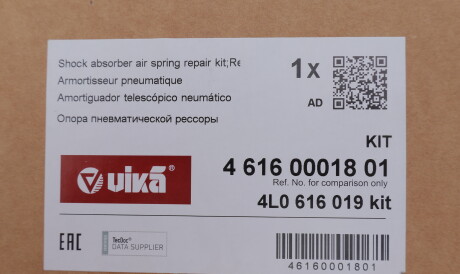 Shock absorber air spring repair kit;Re
Armortisseur pneumatique
Amortiguador telescópico neumático
Опора пневматической рессоры
1x
AD
KIT
4 616 00018 01
Ref. No. for comparison only
4L0 616 019 kit
vika®
EAC
TecDoc®
DATA SUPPLIER
46160001801